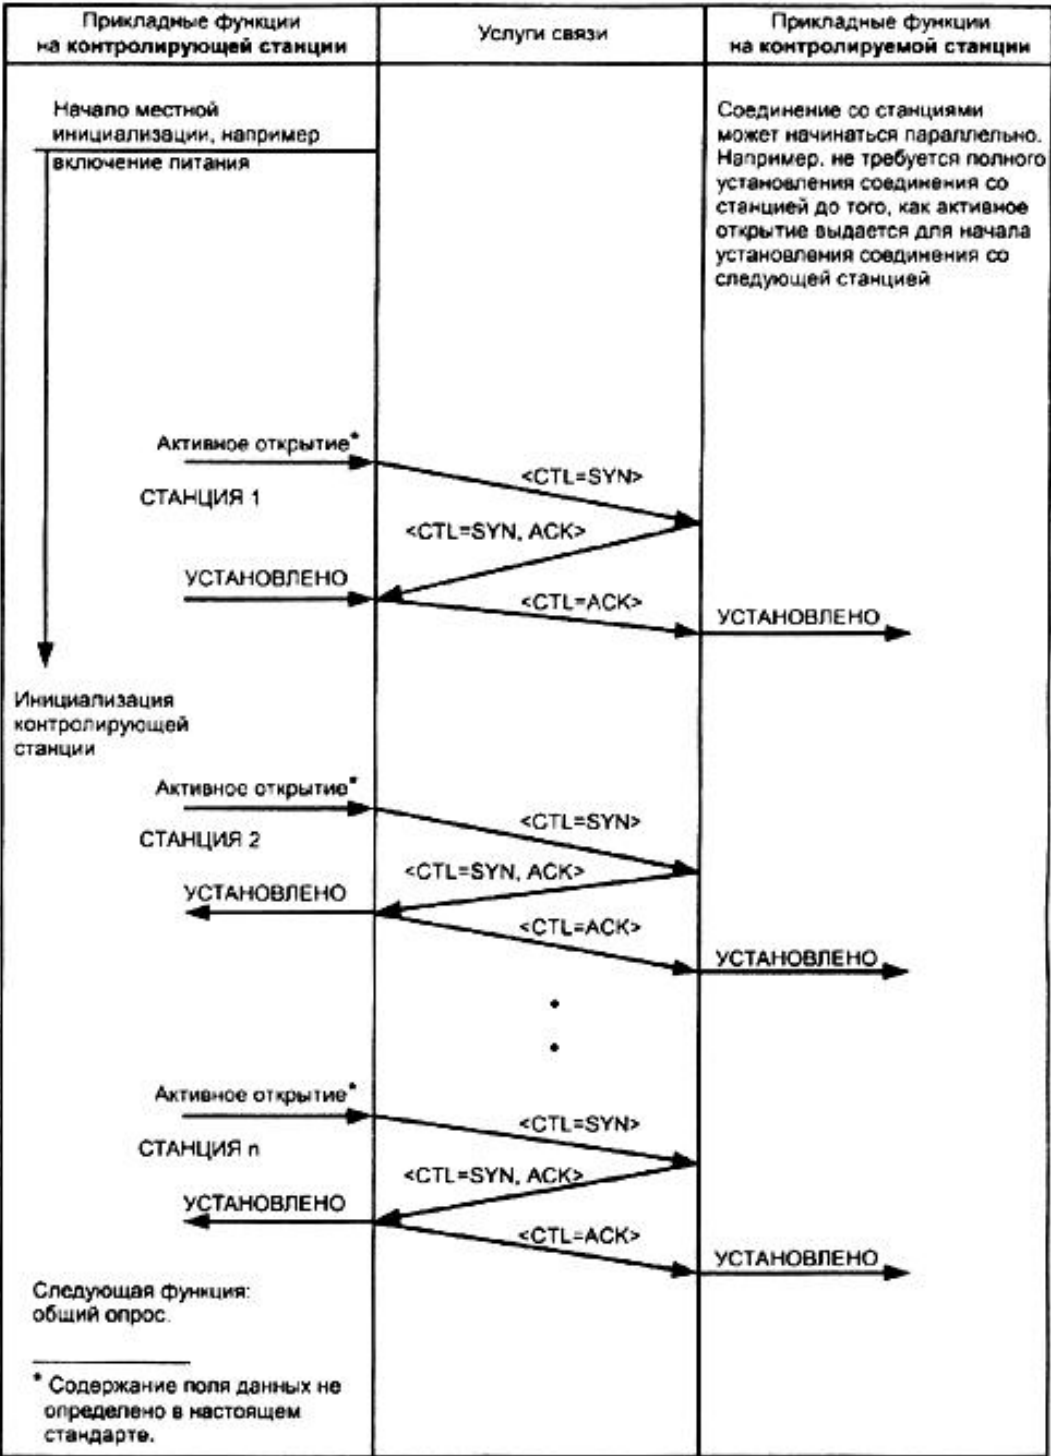 Прикладные функции
на контролирующей станции
Услуги связи
Прикладные функции
на контролируемой станции
Начало местной
инициализации, например
включение питания
Соединение со станциями
может начинаться параллельно.
Например, не требуется полного
установления соединения со
станцией до того, как активное
открытие выдается для начала
установления соединения со
следующей станцией
Активное открытие*
<CTL=SYN>
СТАНЦИЯ 1
<CTL=SYN, ACK>
УСТАНОВЛЕНО
<CTL=ACK>
УСТАНОВЛЕНО
Инициализация
контролирующей
станции
Активное открытие*
<CTL=SYN>
СТАНЦИЯ 2
<CTL=SYN, ACK>
УСТАНОВЛЕНО
<CTL=ACK>
УСТАНОВЛЕНО
Активное открытие*
<CTL=SYN>
СТАНЦИЯ n
<CTL=SYN, ACK>
УСТАНОВЛЕНО
<CTL=ACK>
УСТАНОВЛЕНО
Следующая функция:
общий опрос.
* Содержание поля данных не
определено в настоящем
стандарте.